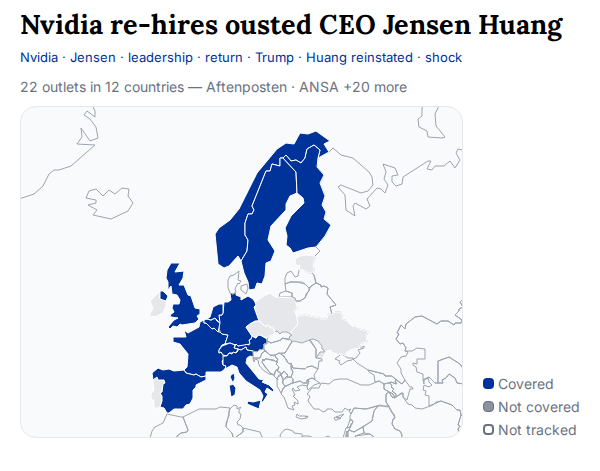 Nvidia re-hires ousted CEO Jensen Huang
Nvidia · Jensen · leadership · return · Trump · Huang reinstated · shock
22 outlets in 12 countries — Aftenposten · ANSA +20 more
Covered
Not covered
Not tracked